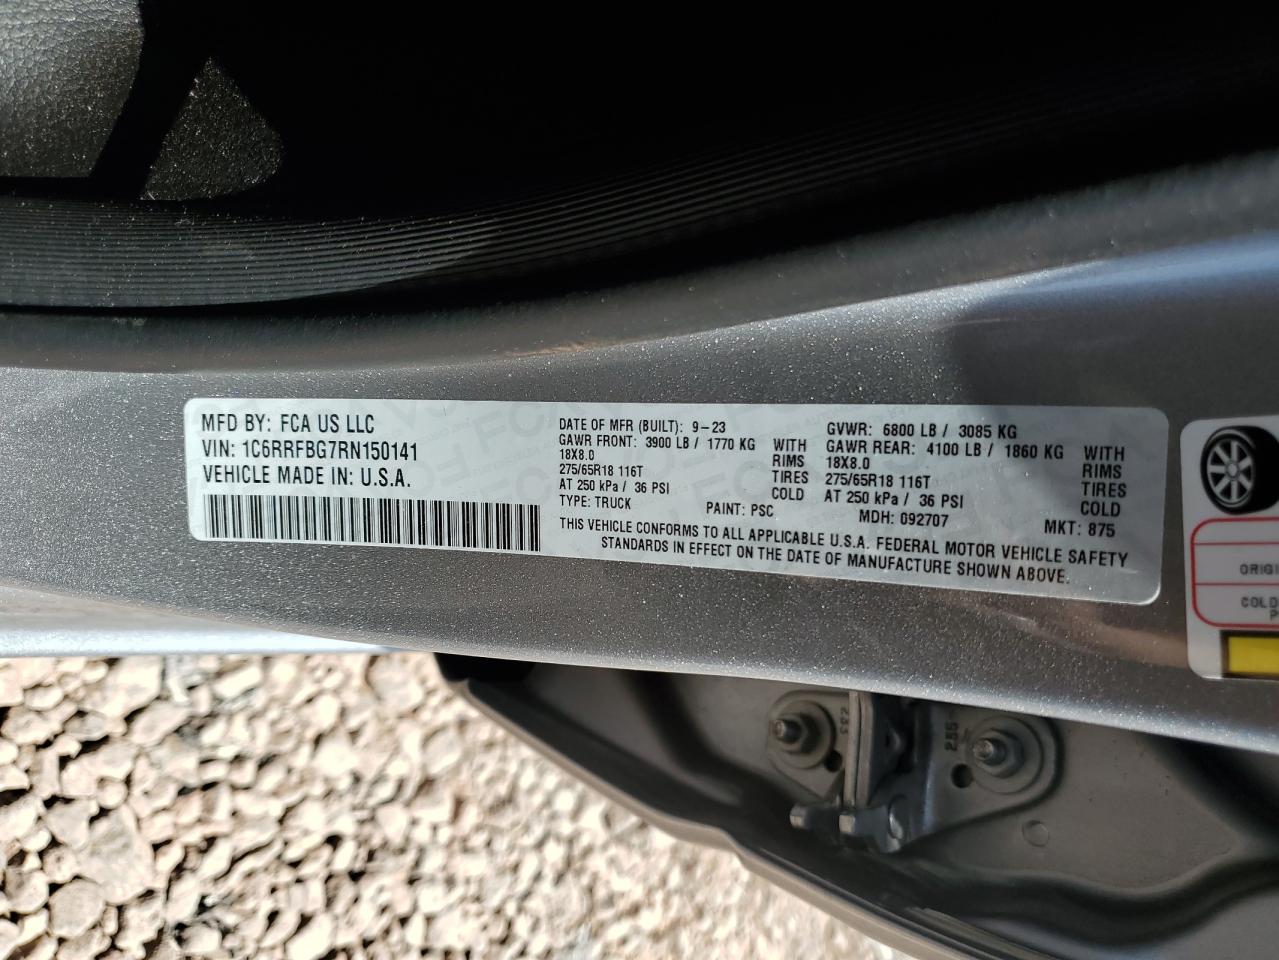 MFD BY: FCA US LLC
VIN: 1C6RRFBG7RN150141
VEHICLE MADE IN: U.S.A.
DATE OF MFR (BUILT): 9-23 GVWR: 6800 LB / 3085 KG
GAWR FRONT: 3900 LB / 1770 KG WITH GAWR REAR: 4100 LB / 1860 KG WITH
18X8.0 RIMS 18X8.0 RIMS
275/65R18 116T TIRES 275/65R18 116T TIRES
AT 250 kPa / 36 PSI COLD AT 250 kPa / 36 PSI COLD
TYPE: TRUCK PAINT: PSC MDH: 092707 MKT: 875
THIS VEHICLE CONFORMS TO ALL APPLICABLE U.S.A. FEDERAL MOTOR VEHICLE SAFETY
STANDARDS IN EFFECT ON THE DATE OF MANUFACTURE SHOWN ABOVE.
ORIGI
COLD
P